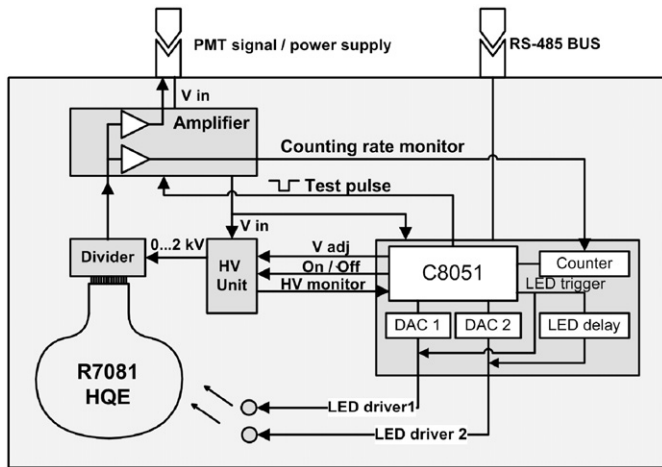 PMT signal / power supply
RS-485 BUS
V in
Amplifier
Counting rate monitor
Test pulse
V in
0...2 kV
V adj
Divider
HV
Unit
On / Off
HV monitor
C8051
Counter
LED trigger
DAC 1
DAC 2
LED delay
R7081
HQE
LED driver1
LED driver 2